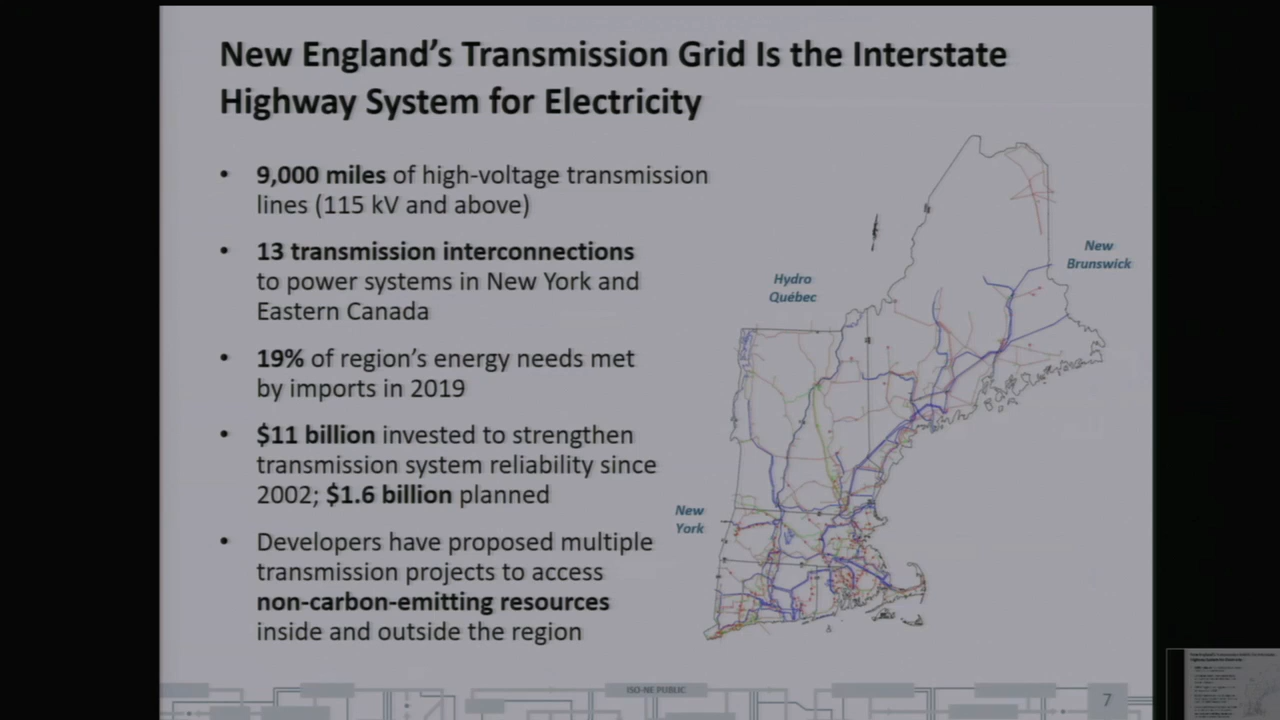 New England’s Transmission Grid Is the Interstate
Highway System for Electricity
• 9,000 miles of high-voltage transmission
lines (115 kV and above)
• 13 transmission interconnections
to power systems in New York and
Eastern Canada
• 19% of region’s energy needs met
by imports in 2019
• $11 billion invested to strengthen
transmission system reliability since
2002; $1.6 billion planned
• Developers have proposed multiple
transmission projects to access
non-carbon-emitting resources
inside and outside the region
New
Brunswick
Hydro
Québec
New
York
ISO-NE PUBLIC
7